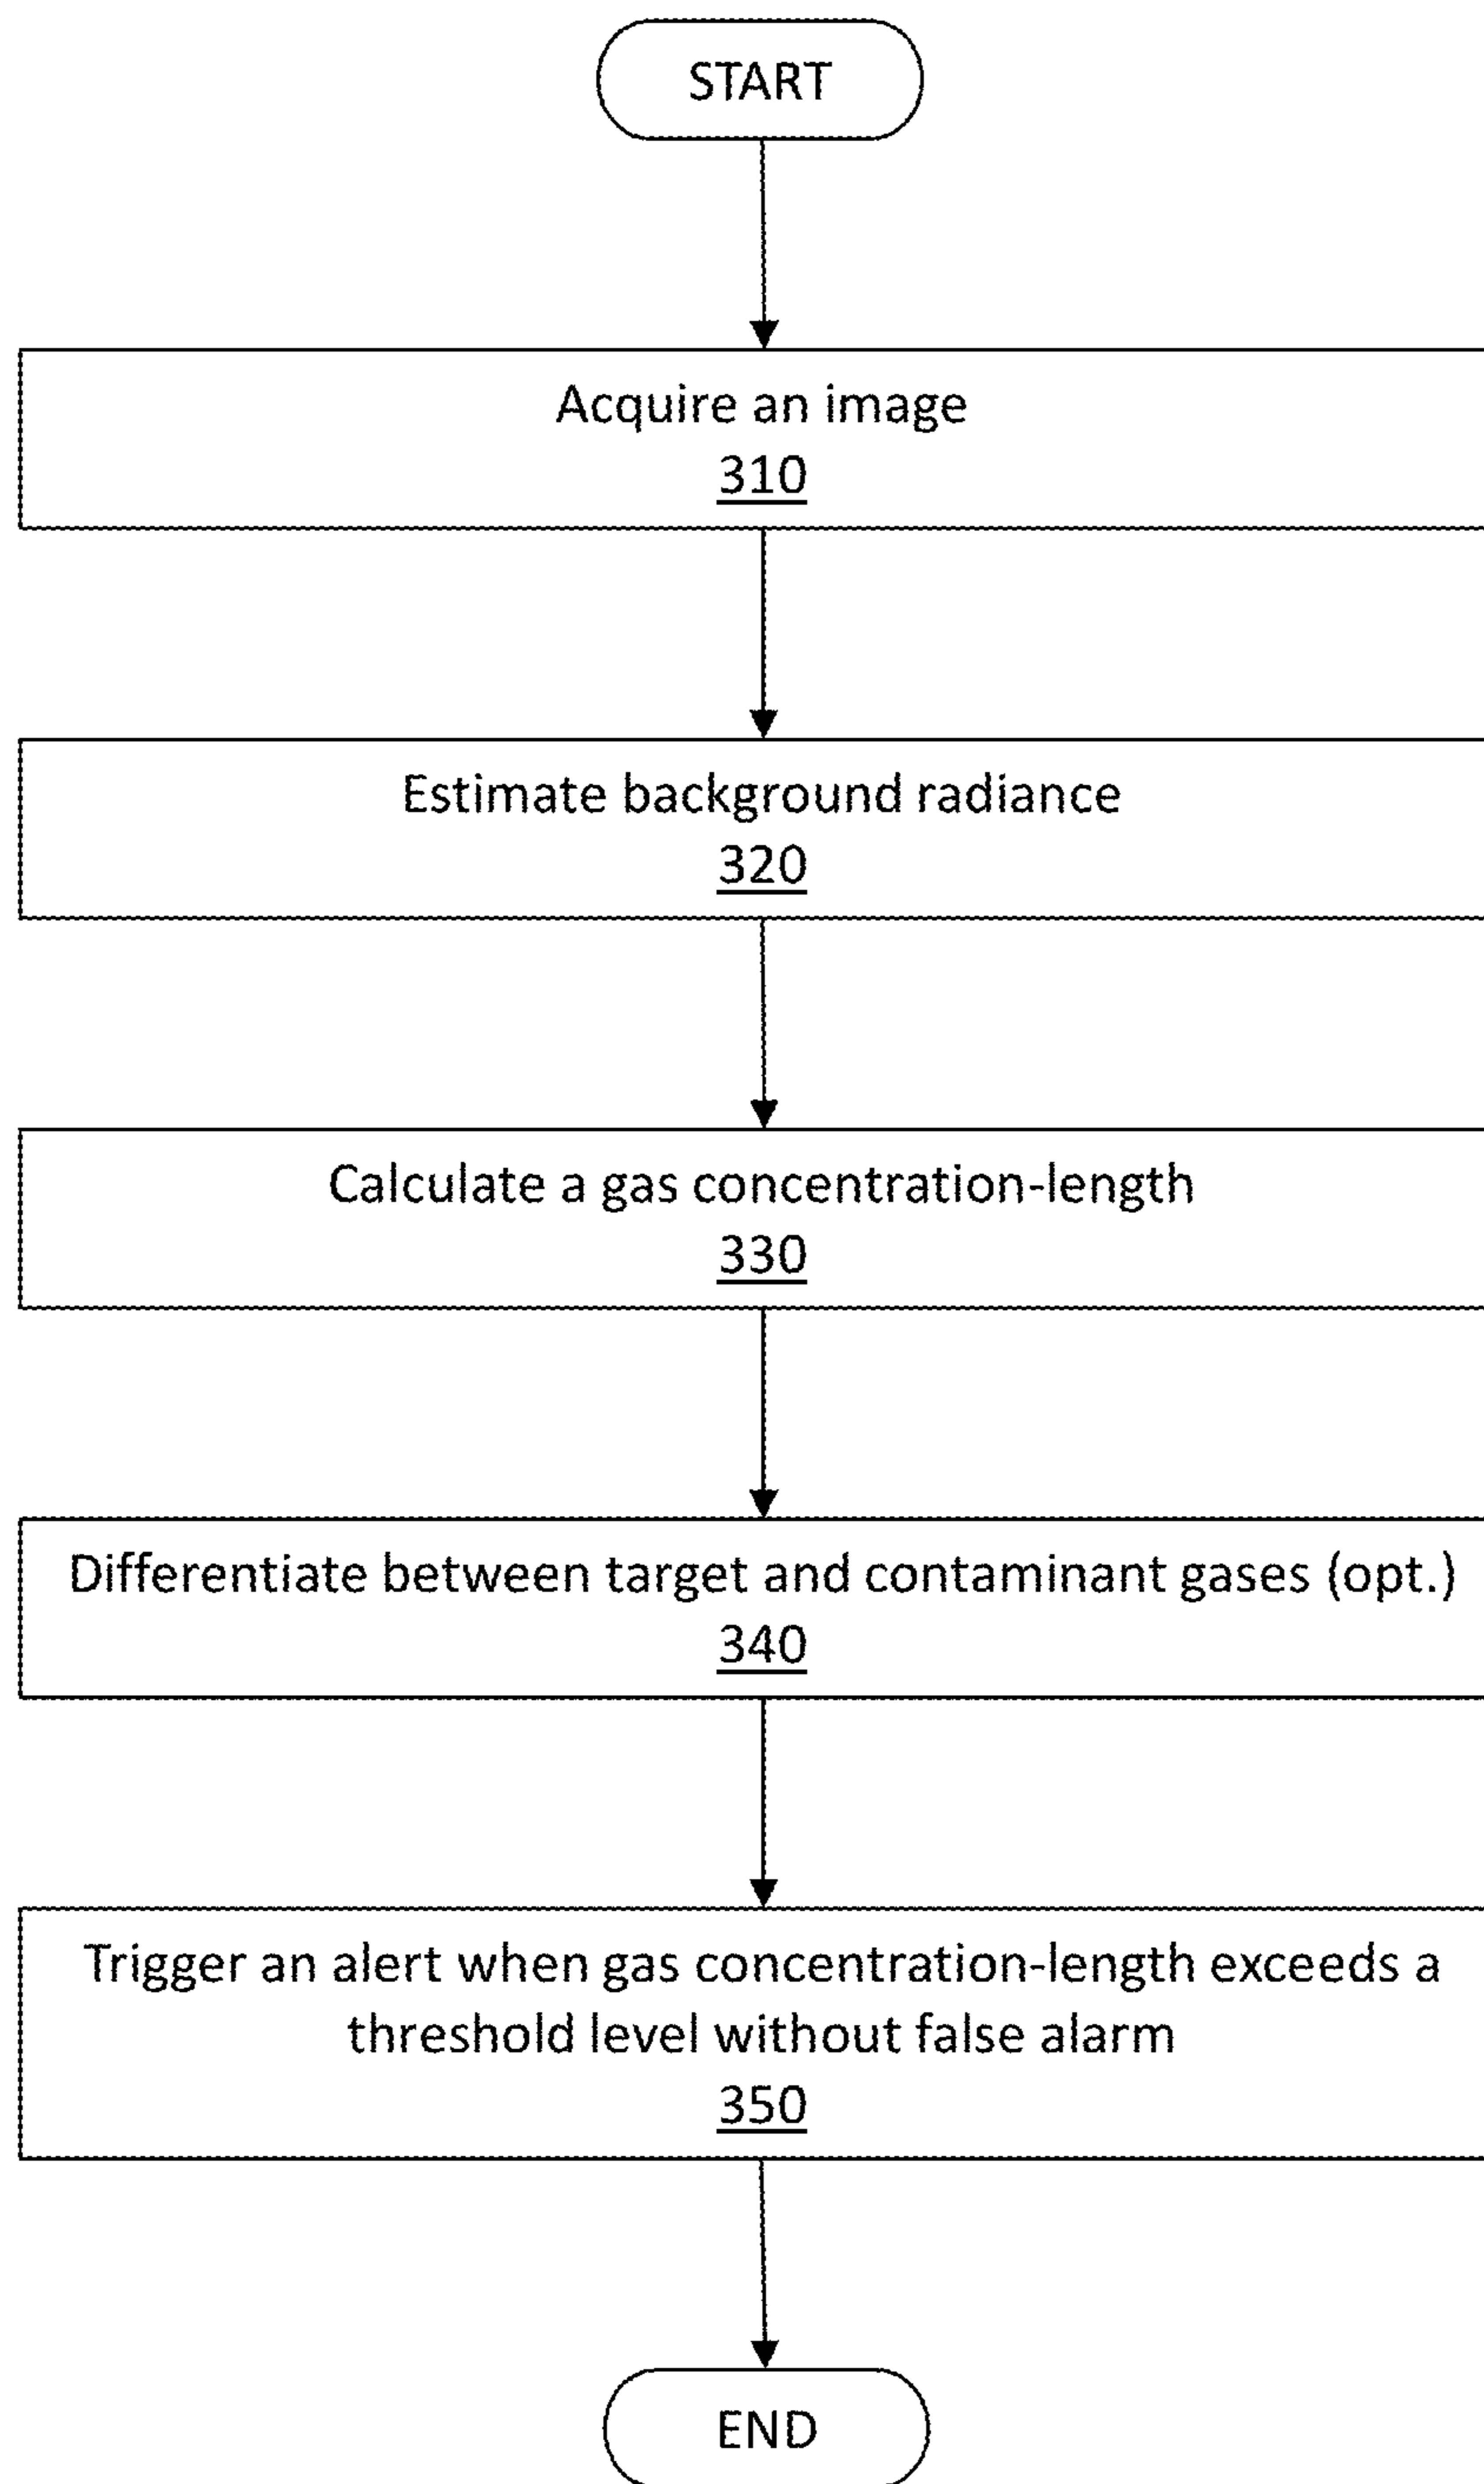 START
Acquire an image
310
Estimate background radiance
320
Calculate a gas concentration-length
330
Differentiate between target and contaminant gases (opt.)
340
Trigger an alert when gas concentration-length exceeds a
threshold level without false alarm
350
END